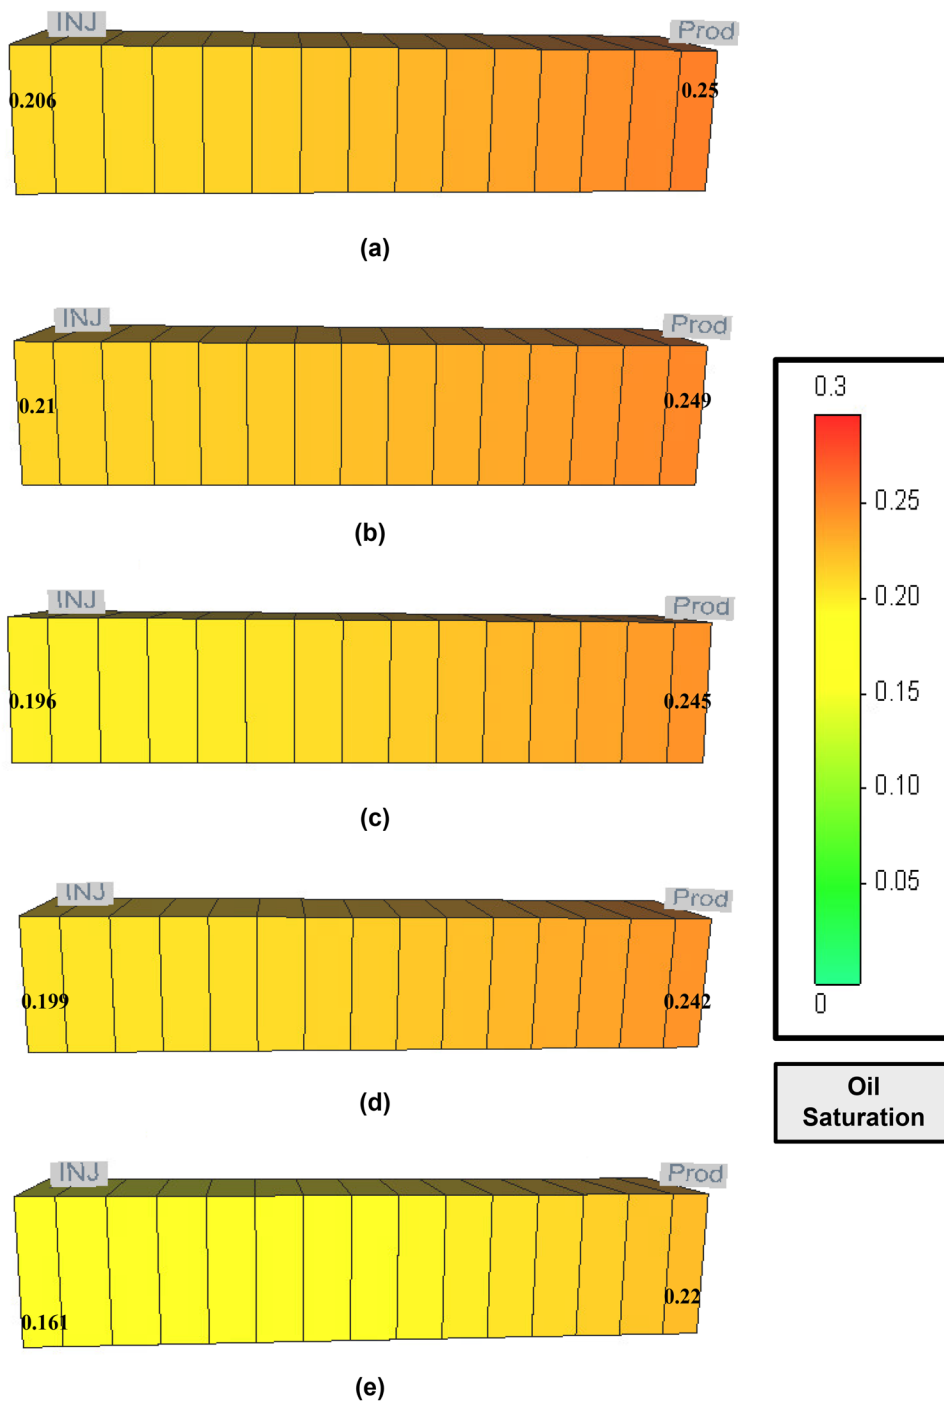 INJ
Prod
0.206
0.25
(a)
INJ
Prod
0.21
0.249
(b)
0.3
0.25
0.20
0.15
0.10
0.05
0
Oil
Saturation
INJ
Prod
0.196
0.245
(c)
INJ
Prod
0.199
0.242
(d)
INJ
Prod
0.161
0.22
(e)